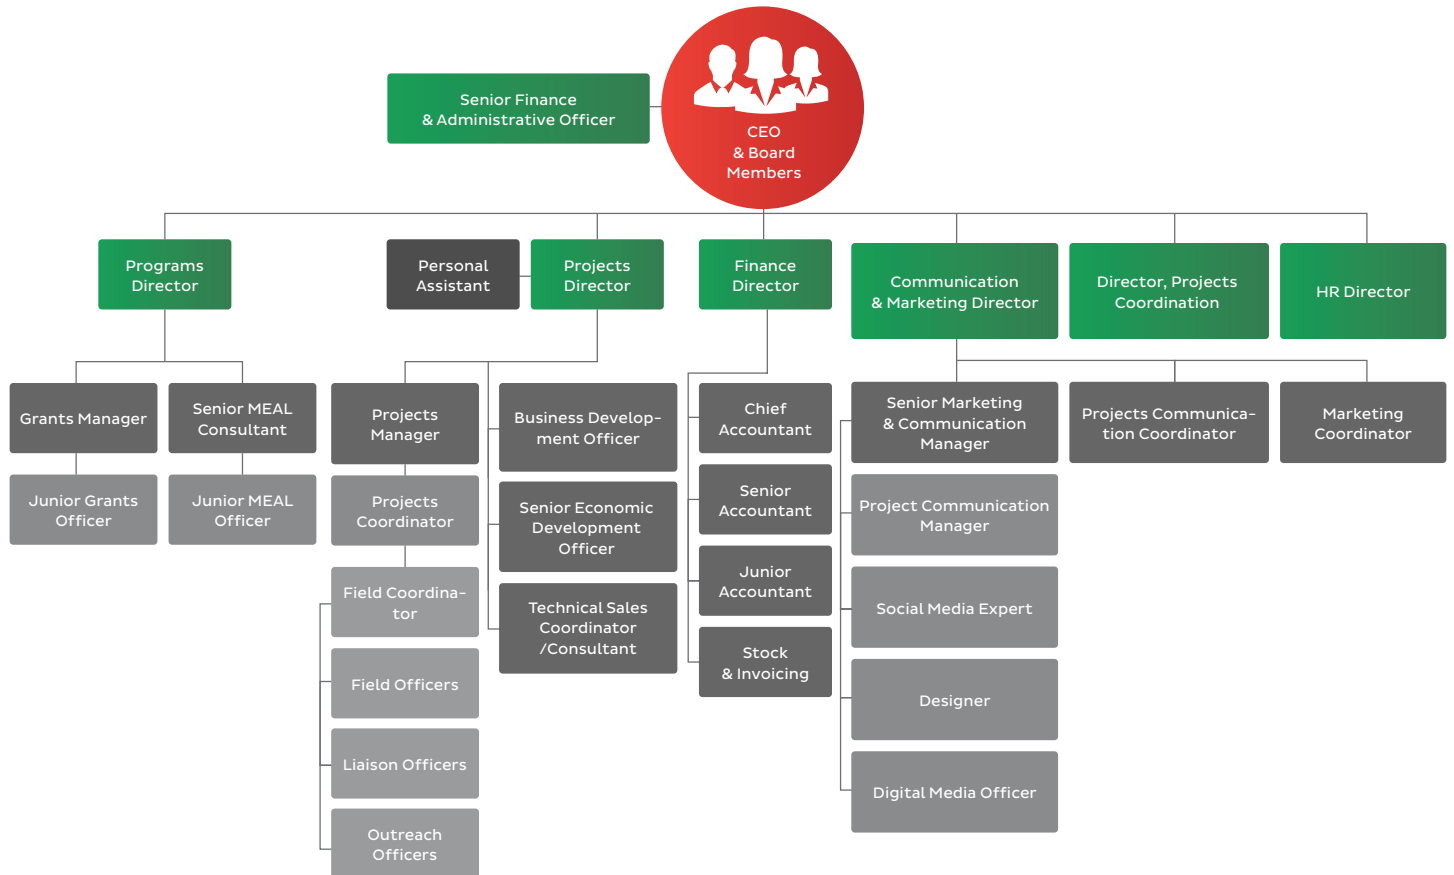 Senior Finance
& Administrative Officer
CEO
& Board
Members
Programs
Director
Personal
Assistant
Projects
Director
Finance
Director
Communication
& Marketing Director
Director, Projects
Coordination
HR Director
Grants Manager
Senior MEAL
Consultant
Projects
Manager
Business Develop-
ment Officer
Chief
Accountant
Senior Marketing
& Communication
Manager
Projects Communica-
tion Coordinator
Marketing
Coordinator
Junior Grants
Officer
Junior MEAL
Officer
Projects
Coordinator
Senior Economic
Development
Officer
Senior
Accountant
Project Communication
Manager
Field Coordina-
tor
Technical Sales
Coordinator
/Consultant
Junior
Accountant
Social Media Expert
Field Officers
Stock
& Invoicing
Designer
Liaison Officers
Digital Media Officer
Outreach
Officers